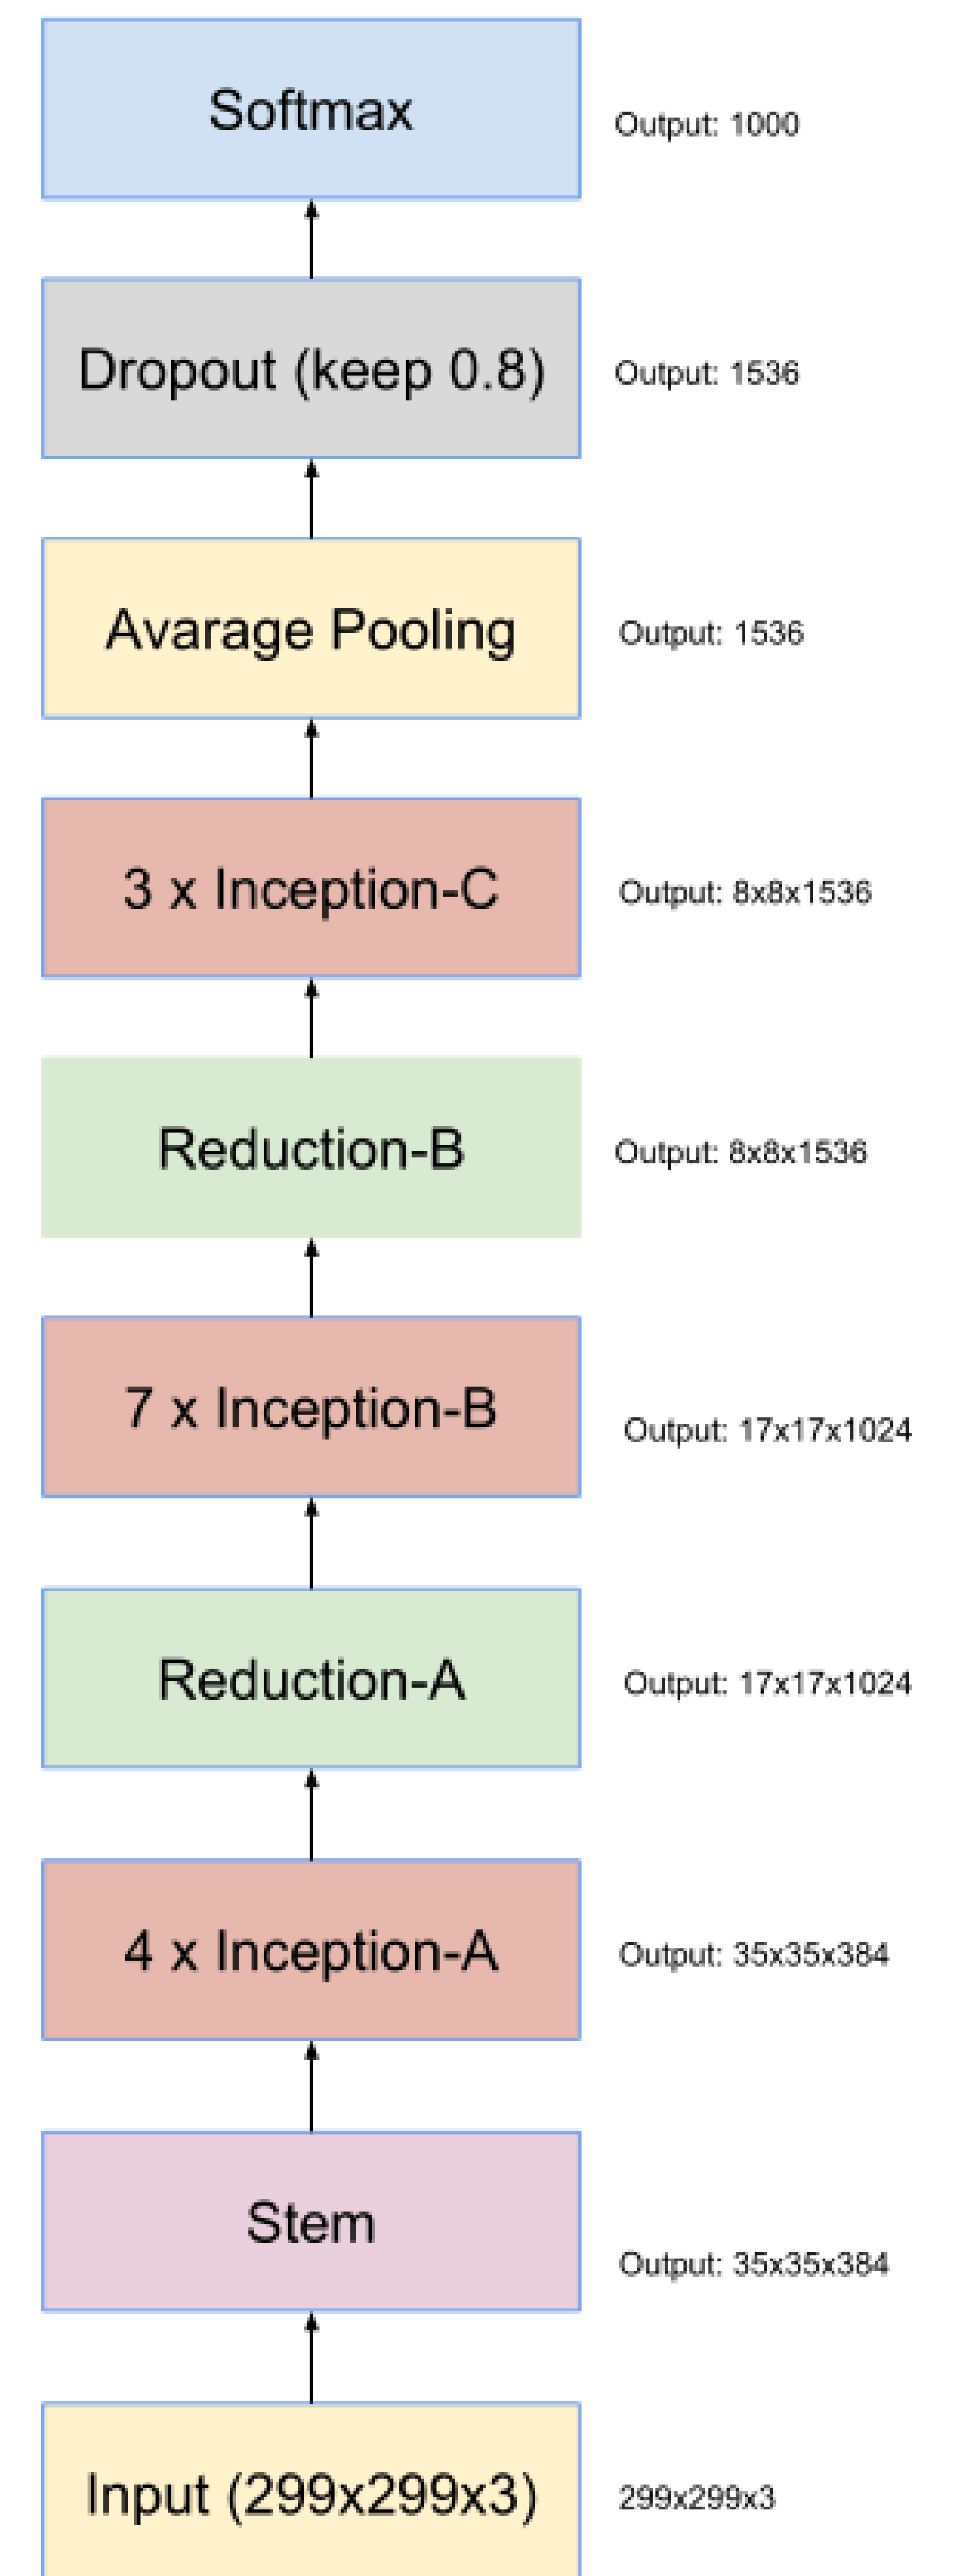 Softmax
Output: 1000
Dropout (keep 0.8)
Output: 1536
Avarage Pooling
Output: 1536
3 x Inception-C
Output: 8x8x1536
Reduction-B
Output: 8x8x1536
7 x Inception-B
Output: 17x17x1024
Reduction-A
Output: 17x17x1024
4 x Inception-A
Output: 35x35x384
Stem
Output: 35x35x384
Input (299x299x3)
299x299x3